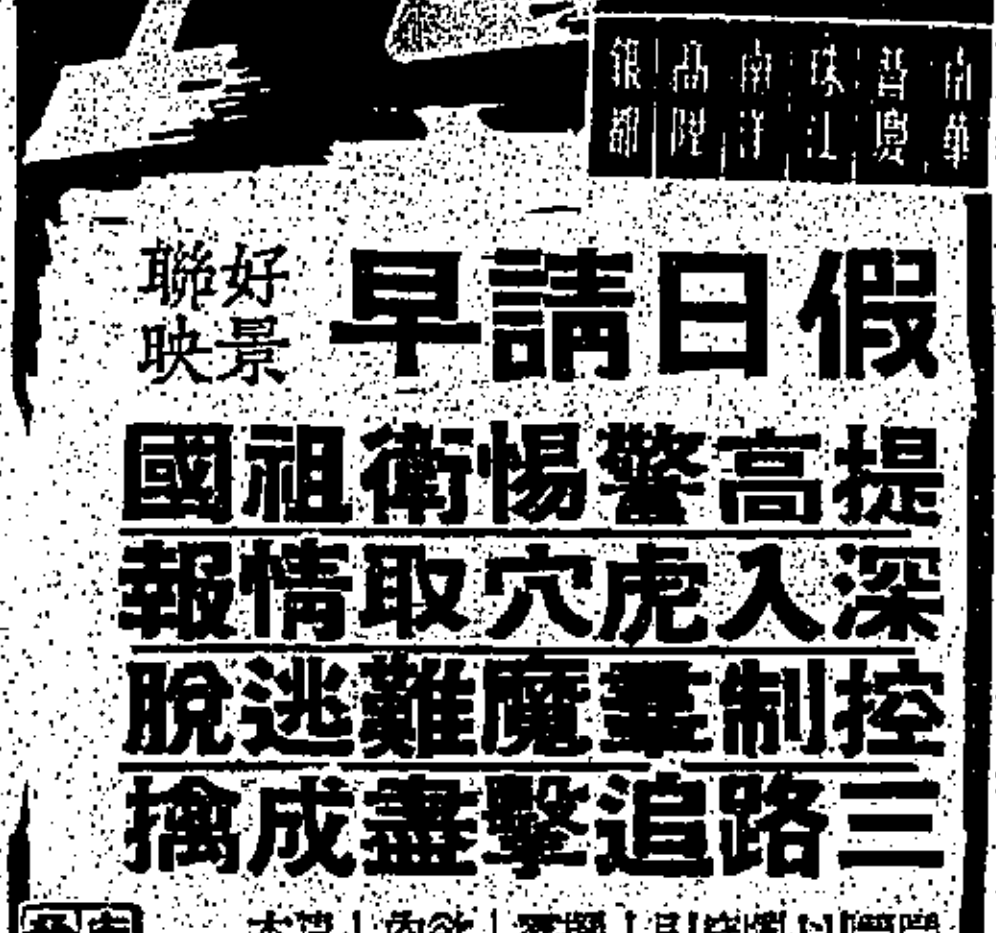 南華
普慶
珠江
南洋
高陞
銀都
假日請早
好景
聯映
提高警惕衛祖國
深入虎穴取情報
控制羣魔難逃脫
三路追擊盡成擒